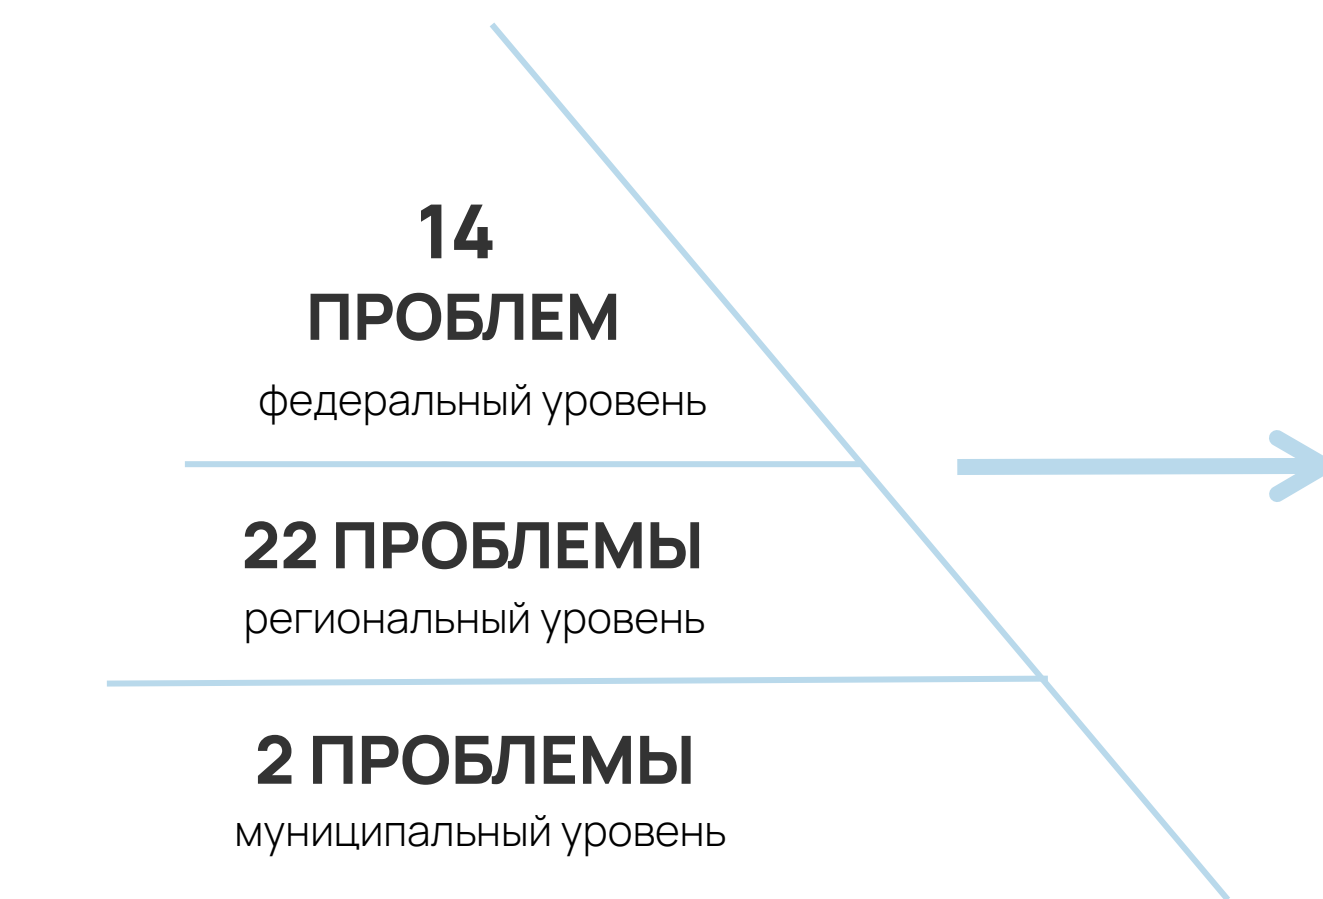 14
ПРОБЛЕМ
федеральный уровень
22 ПРОБЛЕМЫ
региональный уровень
2 ПРОБЛЕМЫ
муниципальный уровень